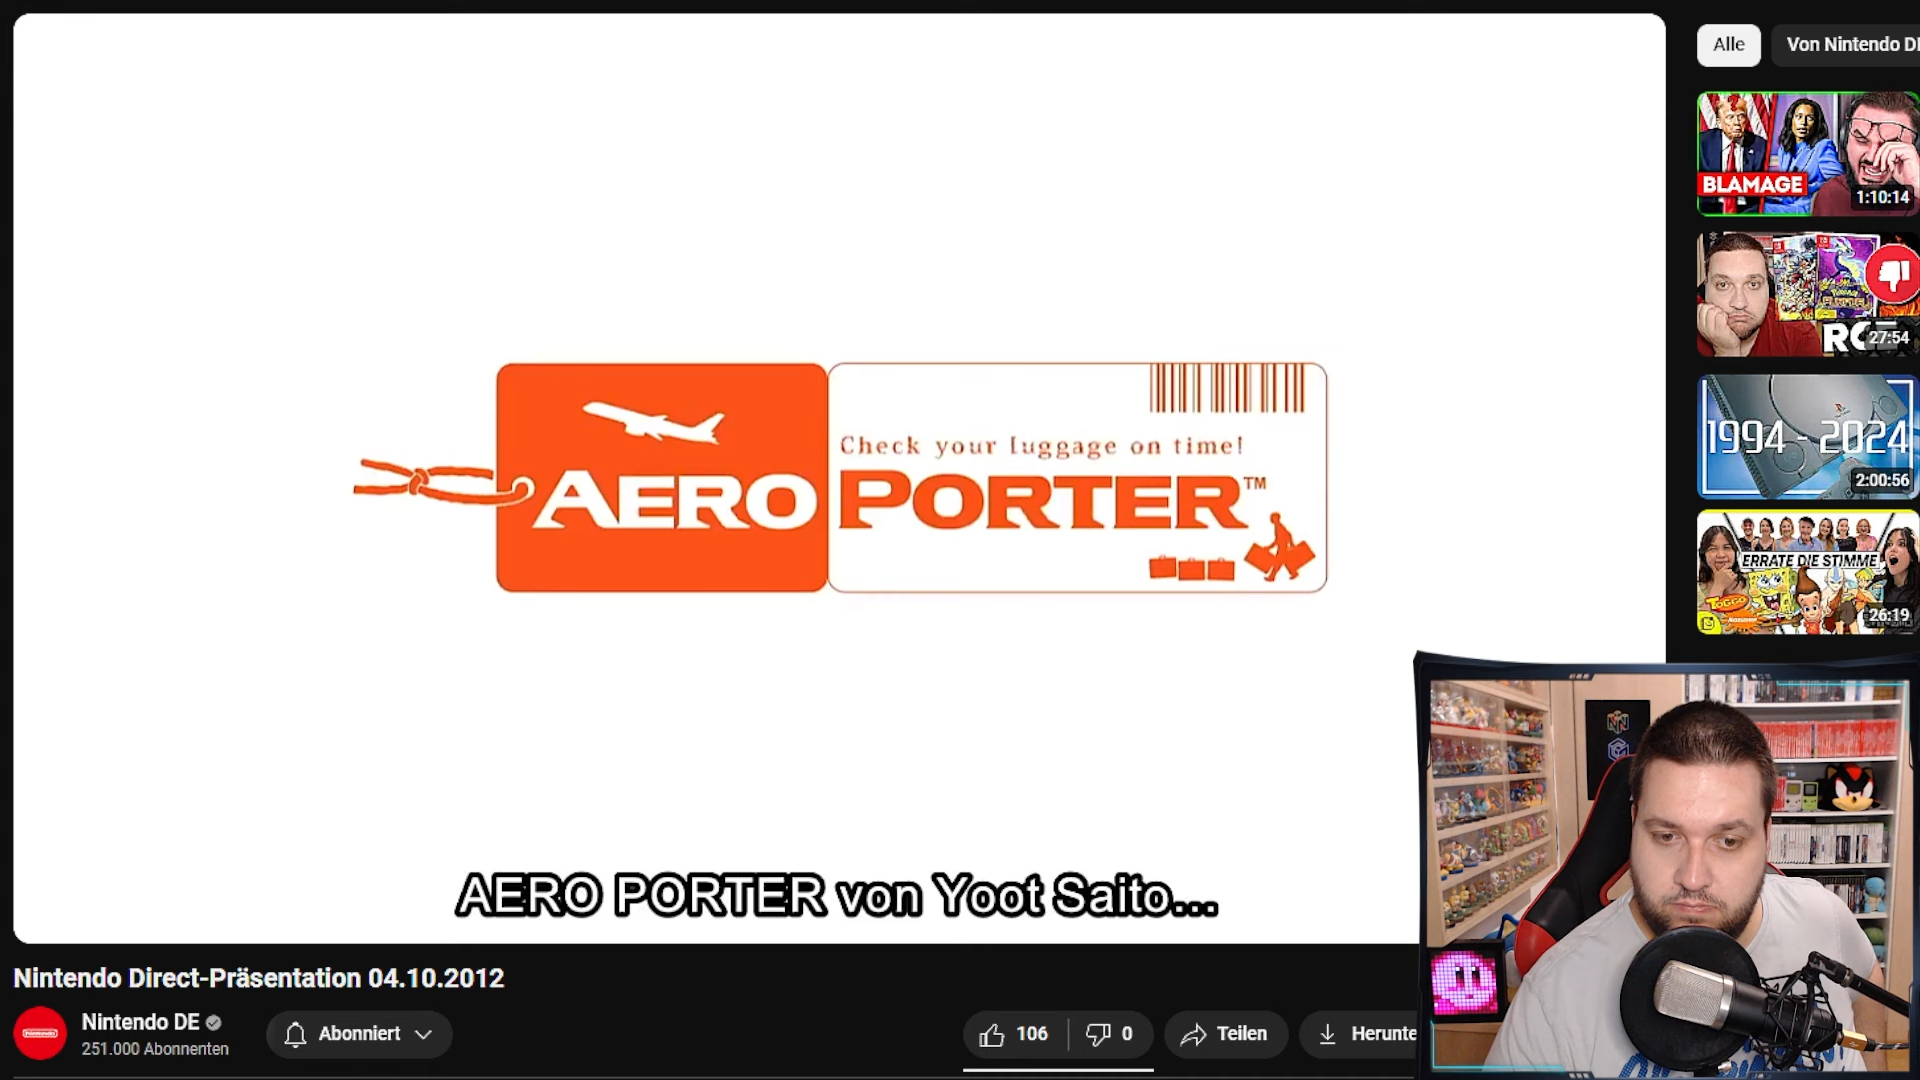 Check your luggage on time!
AERO PORTER™
AERO PORTER von Yoot Saito...
Nintendo Direct-Präsentation 04.10.2012
Nintendo DE
251.000 Abonnenten
Abonniert
106
0
Teilen
Herunte
Alle
Von Nintendo DE
BLAMAGE
1:10:14
27:54
1994 - 2024
2:00:56
ERRATE DIE STIMME
TOGGO
26:19